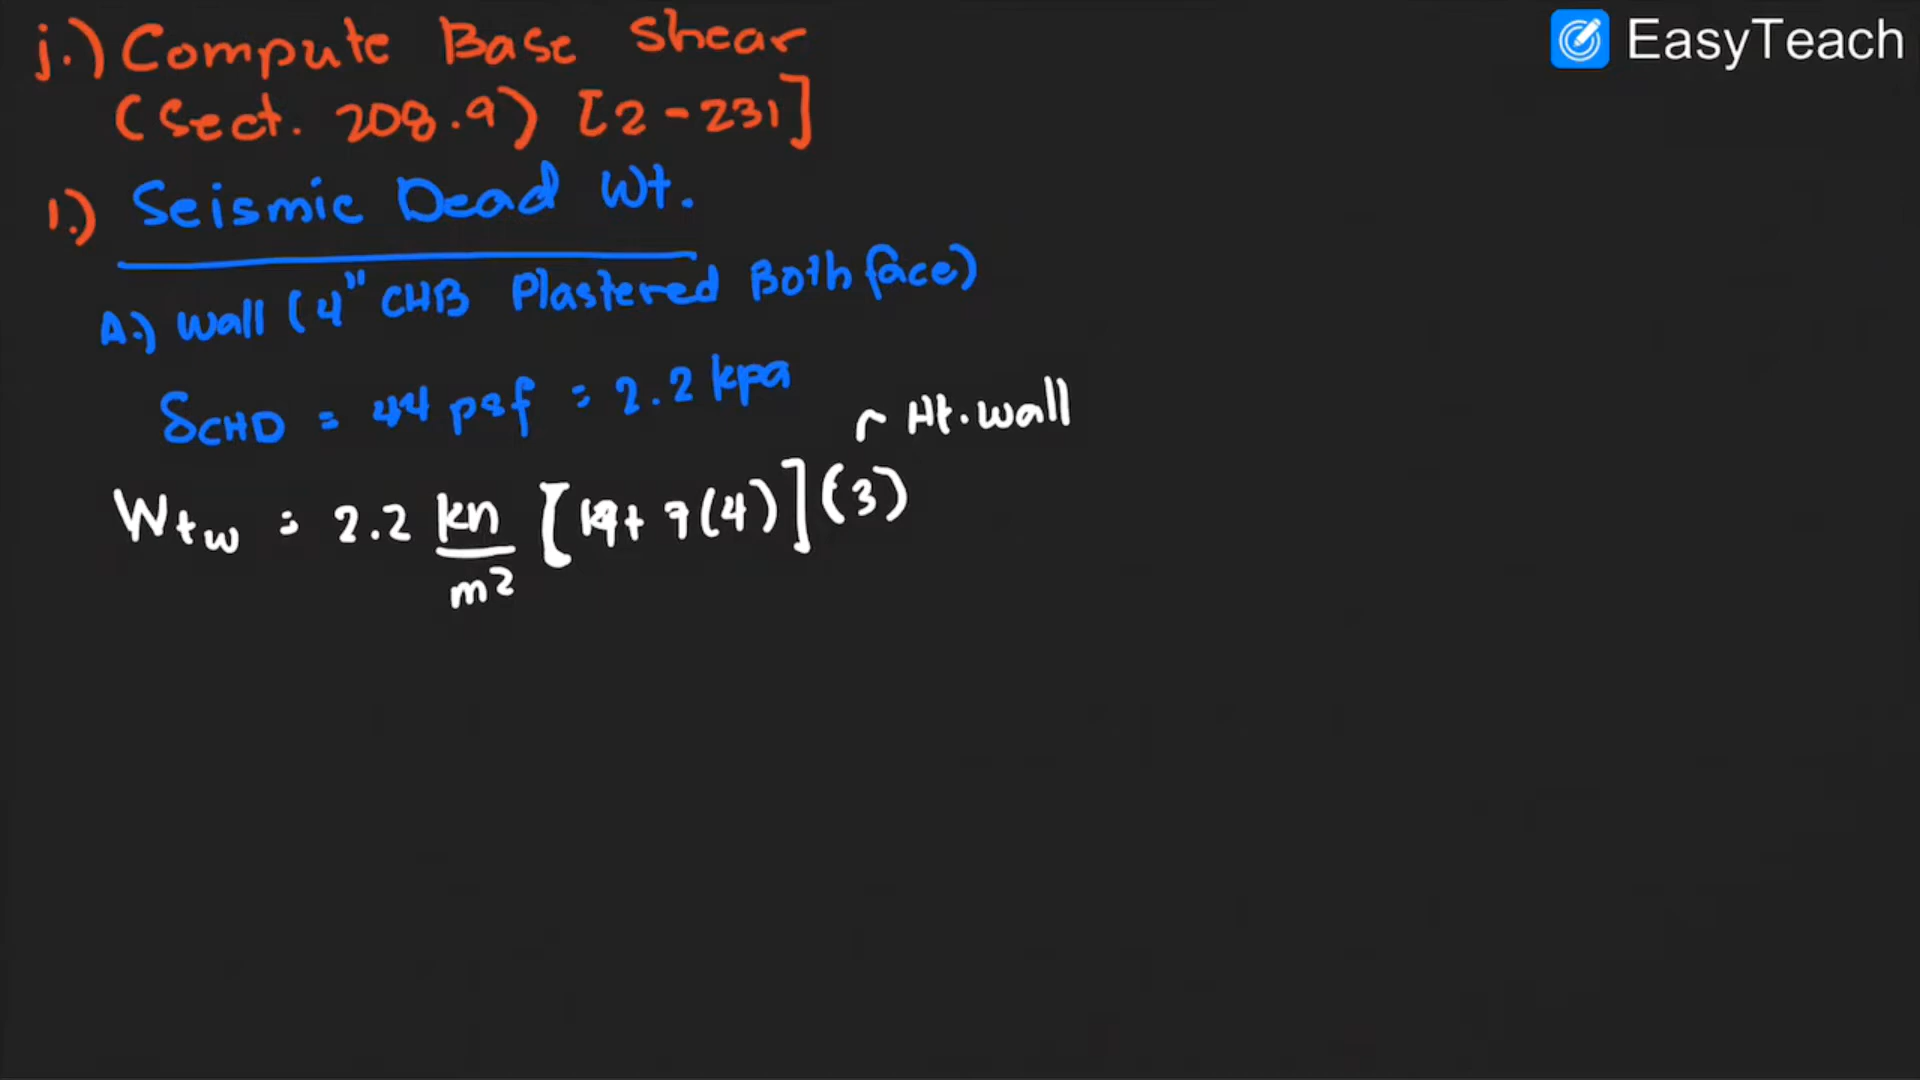 j.) Compute Base Shear
EasyTeach
(Sect. 208.9) [2-231]
1.) Seismic Dead Wt.
A.) Wall (4" CHB Plastered Both face)
δCHD = 44 psf = 2.2 kpa
Ht. wall
Wtw = 2.2 kn/m² [19+ 7(4)](3)